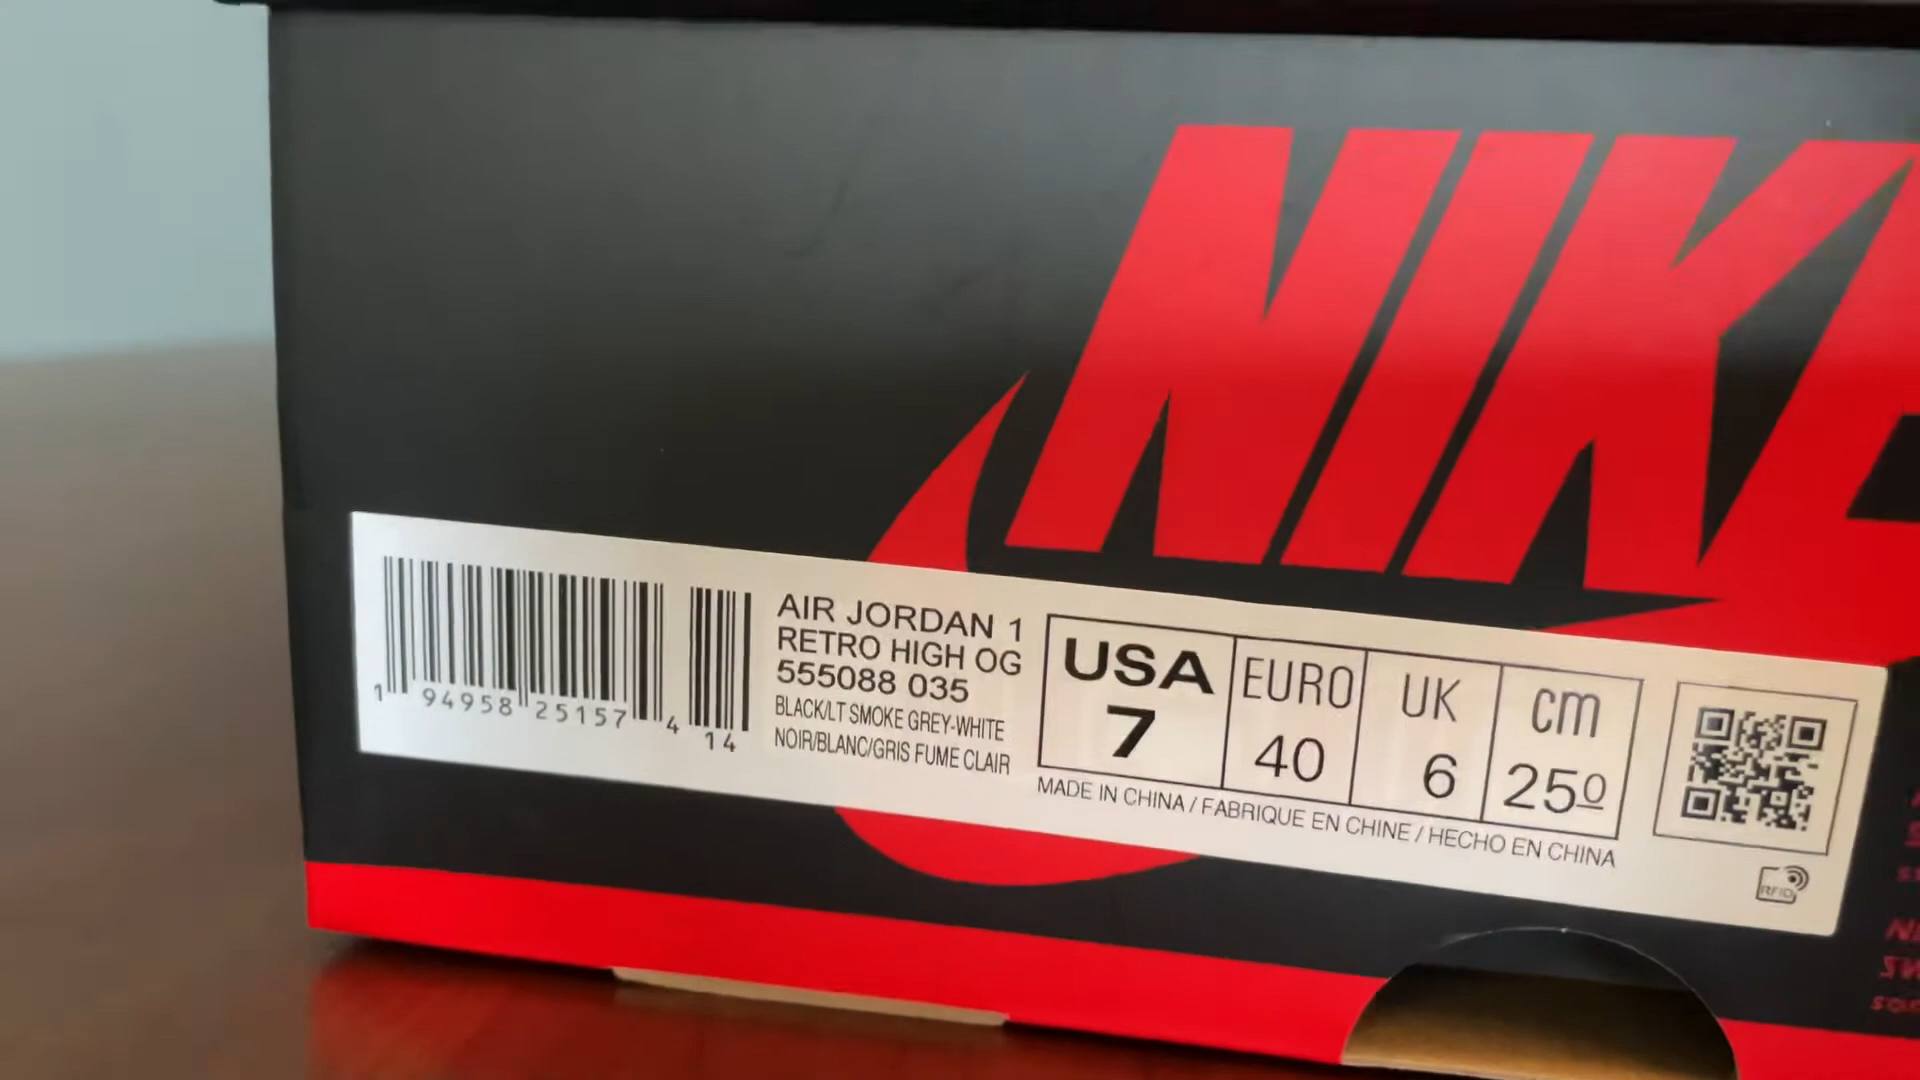 NIKE
AIR JORDAN 1
RETRO HIGH OG
555088 035
BLACK/LT SMOKE GREY-WHITE
NOIR/BLANC/GRIS FUME CLAIR
1 94958 25157 4 14
USA 7
EURO 40
UK 6
cm 25º
MADE IN CHINA / FABRIQUE EN CHINE / HECHO EN CHINA
RFID